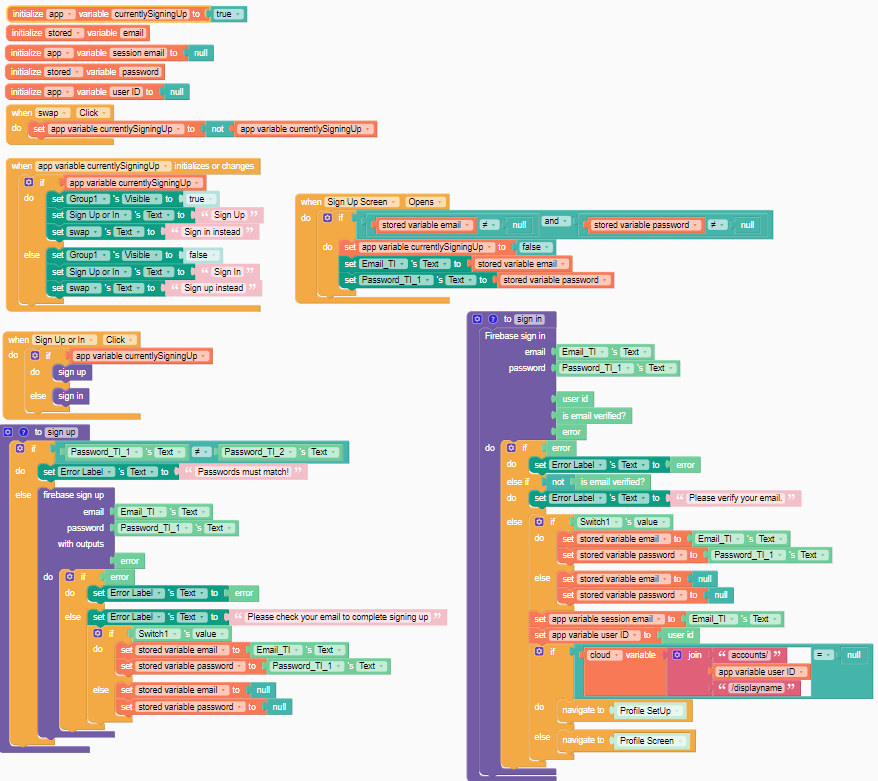 initialize app variable currentlySigningUp to true
initialize stored variable email
initialize app variable session email to null
initialize stored variable password
initialize app variable user ID to null
when swap Click
do set app variable currentlySigningUp to not app variable currentlySigningUp
when app variable currentlySigningUp initializes or changes
if app variable currentlySigningUp
do set Group1 's Visible to true
set Sign Up or In 's Text to “ Sign Up ”
set swap 's Text to “ Sign in instead ”
else set Group1 's Visible to false
set Sign Up or In 's Text to “ Sign In ”
set swap 's Text to “ Sign up instead ”
when Sign Up Screen Opens
do if stored variable email ≠ null and stored variable password ≠ null
do set app variable currentlySigningUp to false
set Email_TI 's Text to stored variable email
set Password_TI_1 's Text to stored variable password
when Sign Up or In Click
do if app variable currentlySigningUp
do sign up
else sign in
? to sign up
if Password_TI_1 's Text ≠ Password_TI_2 's Text
do set Error Label 's Text to “ Passwords must match! ”
else firebase sign up
email Email_TI 's Text
password Password_TI_1 's Text
with outputs
error
do if error
do set Error Label 's Text to error
else set Error Label 's Text to “ Please check your email to complete signing up ”
if Switch1 's value
do set stored variable email to Email_TI 's Text
set stored variable password to Password_TI_1 's Text
else set stored variable email to null
set stored variable password to null
? to sign in
Firebase sign in
email Email_TI 's Text
password Password_TI_1 's Text
user id
is email verified?
error
do if error
do set Error Label 's Text to error
else if not is email verified?
do set Error Label 's Text to “ Please verify your email. ”
else if Switch1 's value
do set stored variable email to Email_TI 's Text
set stored variable password to Password_TI_1 's Text
else set stored variable email to null
set stored variable password to null
set app variable session email to Email_TI 's Text
set app variable user ID to user id
if cloud variable join “ accounts/ ” = null
app variable user ID
“ /displayname ”
do navigate to Profile SetUp
else navigate to Profile Screen